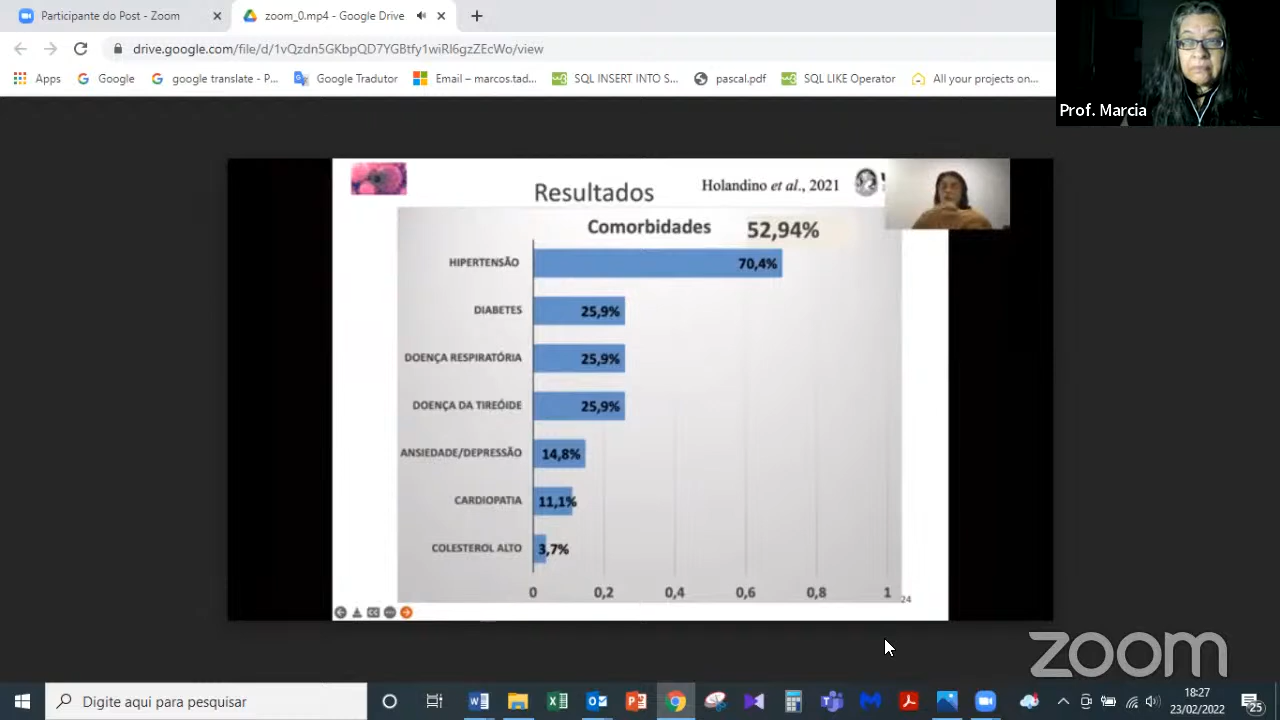 Participante do Post - Zoom
zoom_0.mp4 - Google Drive
drive.google.com/file/d/1vQzdn5GKbpQD7YGBtfy1wiRJ6gzZEcWo/view
Apps
Google
google translate - P...
Google Tradutor
Email – marcos.tad...
SQL INSERT INTO S...
pascal.pdf
SQL LIKE Operator
All your projects on...
Prof. Marcia
Resultados
Holandino et al., 2021
Comorbidades
52,94%
HIPERTENSÃO 70,4%
DIABETES 25,9%
DOENÇA RESPIRATÓRIA 25,9%
DOENÇA DA TIREÓIDE 25,9%
ANSIEDADE/DEPRESSÃO 14,8%
CARDIOPATIA 11,1%
COLESTEROL ALTO 3,7%
0 0,2 0,4 0,6 0,8 1
24
zoom
Digite aqui para pesquisar
18:27
23/02/2022
25